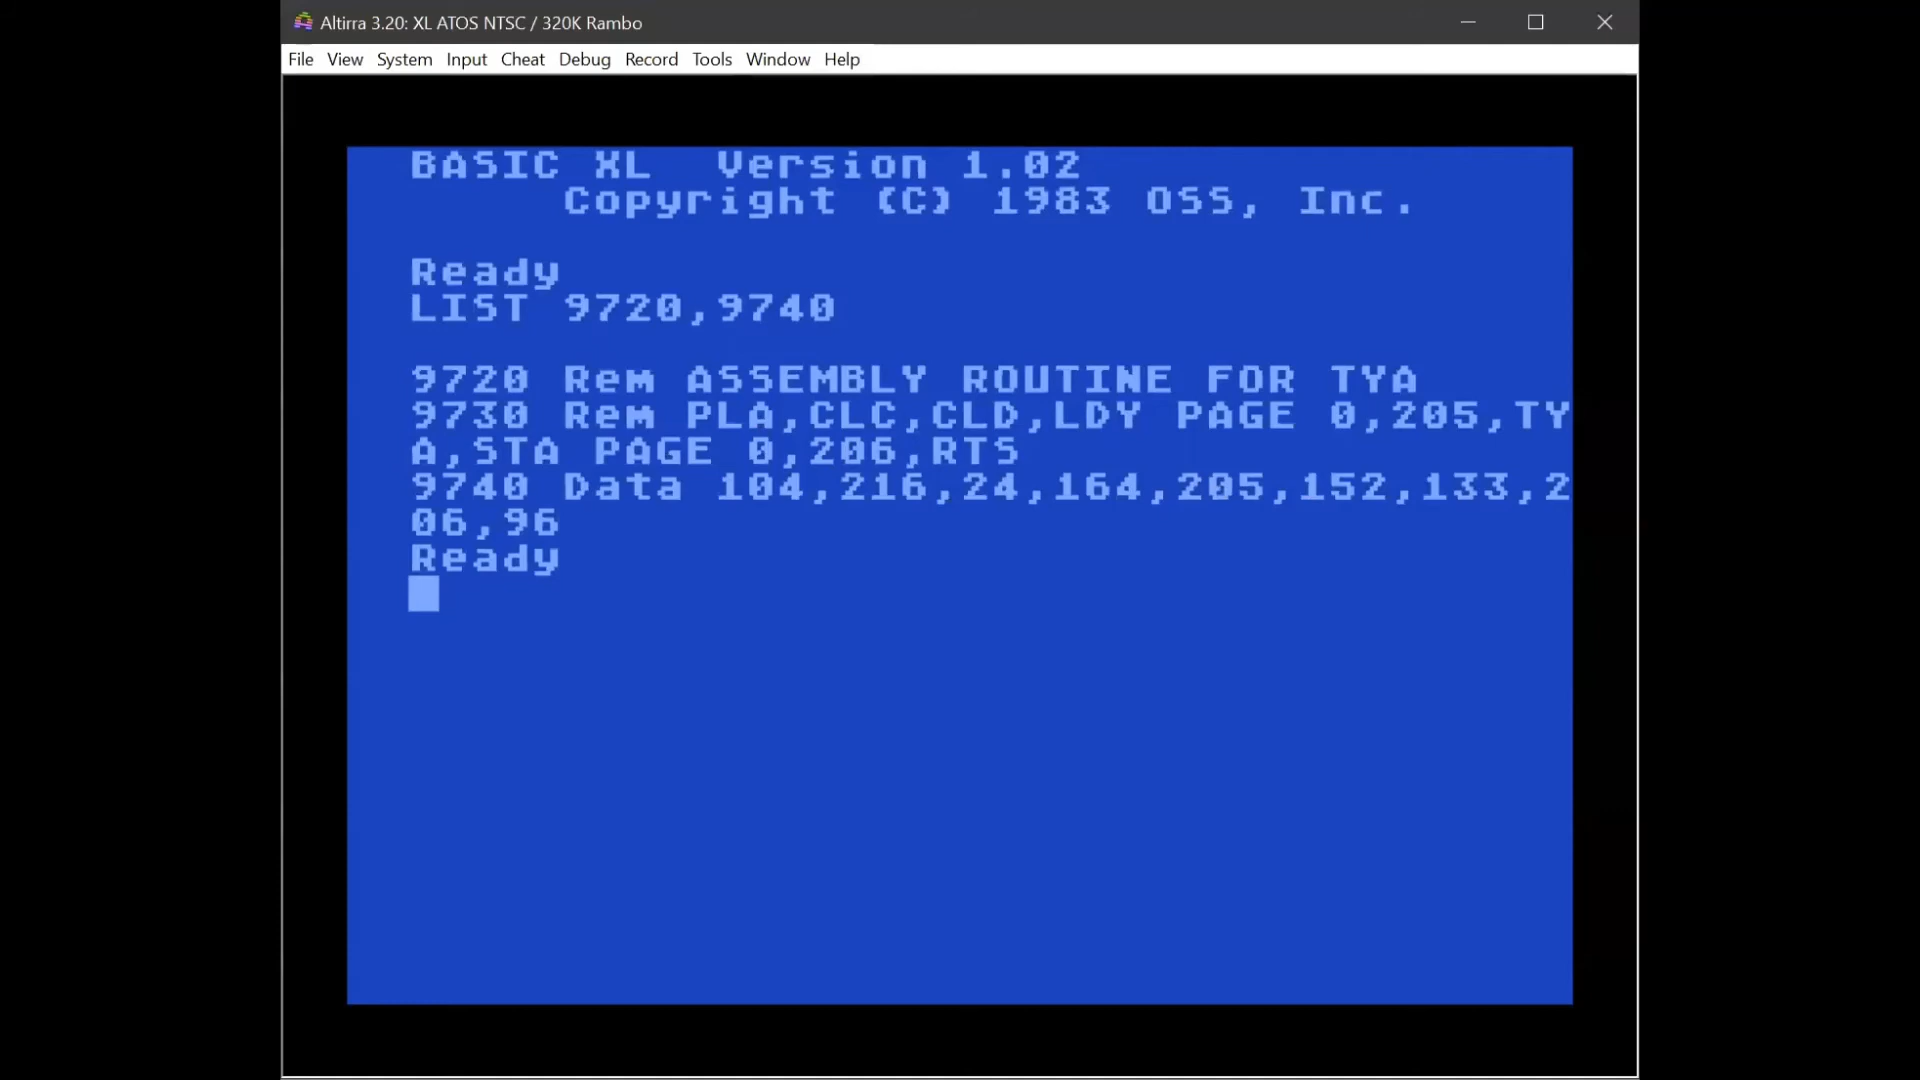 Altirra 3.20: XL ATOS NTSC / 320K Rambo
File View System Input Cheat Debug Record Tools Window Help
BASIC XL  Version 1.02
Copyright (C) 1983 OSS, Inc.
Ready
LIST 9720,9740
9720 Rem ASSEMBLY ROUTINE FOR TYA
9730 Rem PLA,CLC,CLD,LDY PAGE 0,205,TY
A,STA PAGE 0,206,RTS
9740 Data 104,216,24,164,205,152,133,2
06,96
Ready